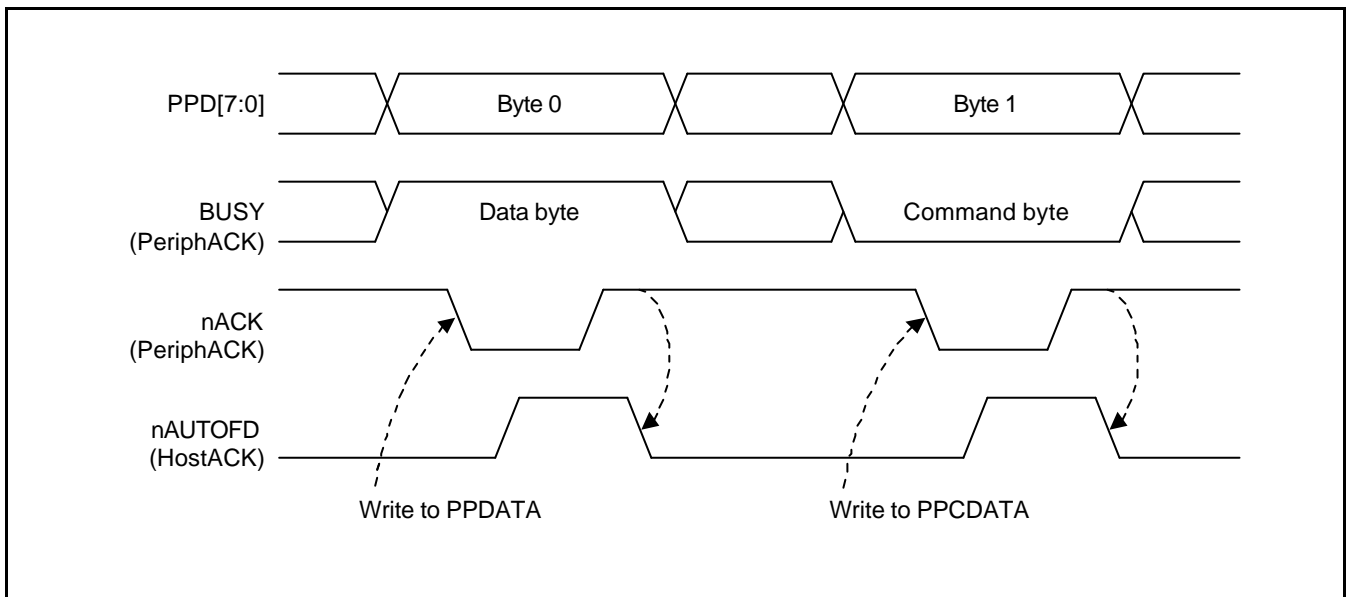 PPD[7:0]
Byte 0
Byte 1
BUSY
(PeriphACK)
Data byte
Command byte
nACK
(PeriphACK)
nAUTOFD
(HostACK)
Write to PPDATA
Write to PPCDATA